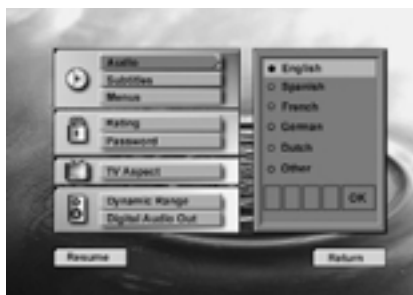 Audio
Subtitles
Menus
Rating
Password
TV Aspect
Dynamic Range
Digital Audio Out
English
Spanish
French
German
Dutch
Other
OK
Resume
Return